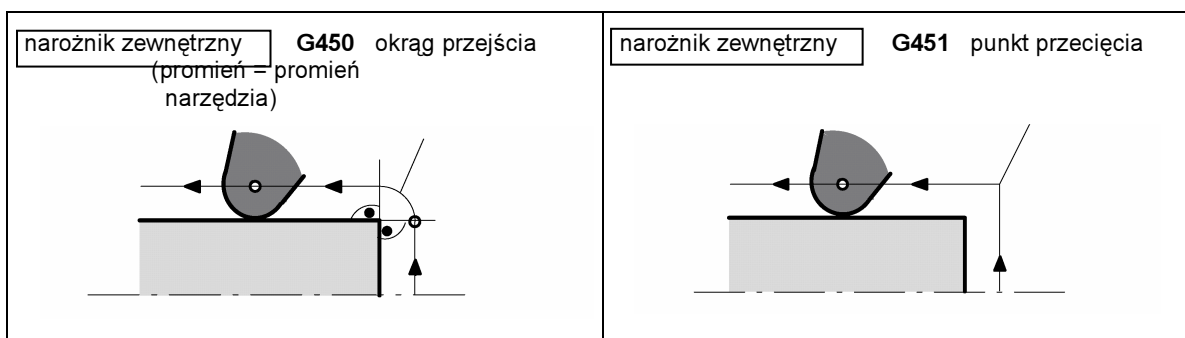 narożnik zewnętrzny G450 okrąg przejścia
(promień = promień
narzędzia)
narożnik zewnętrzny G451 punkt przecięcia